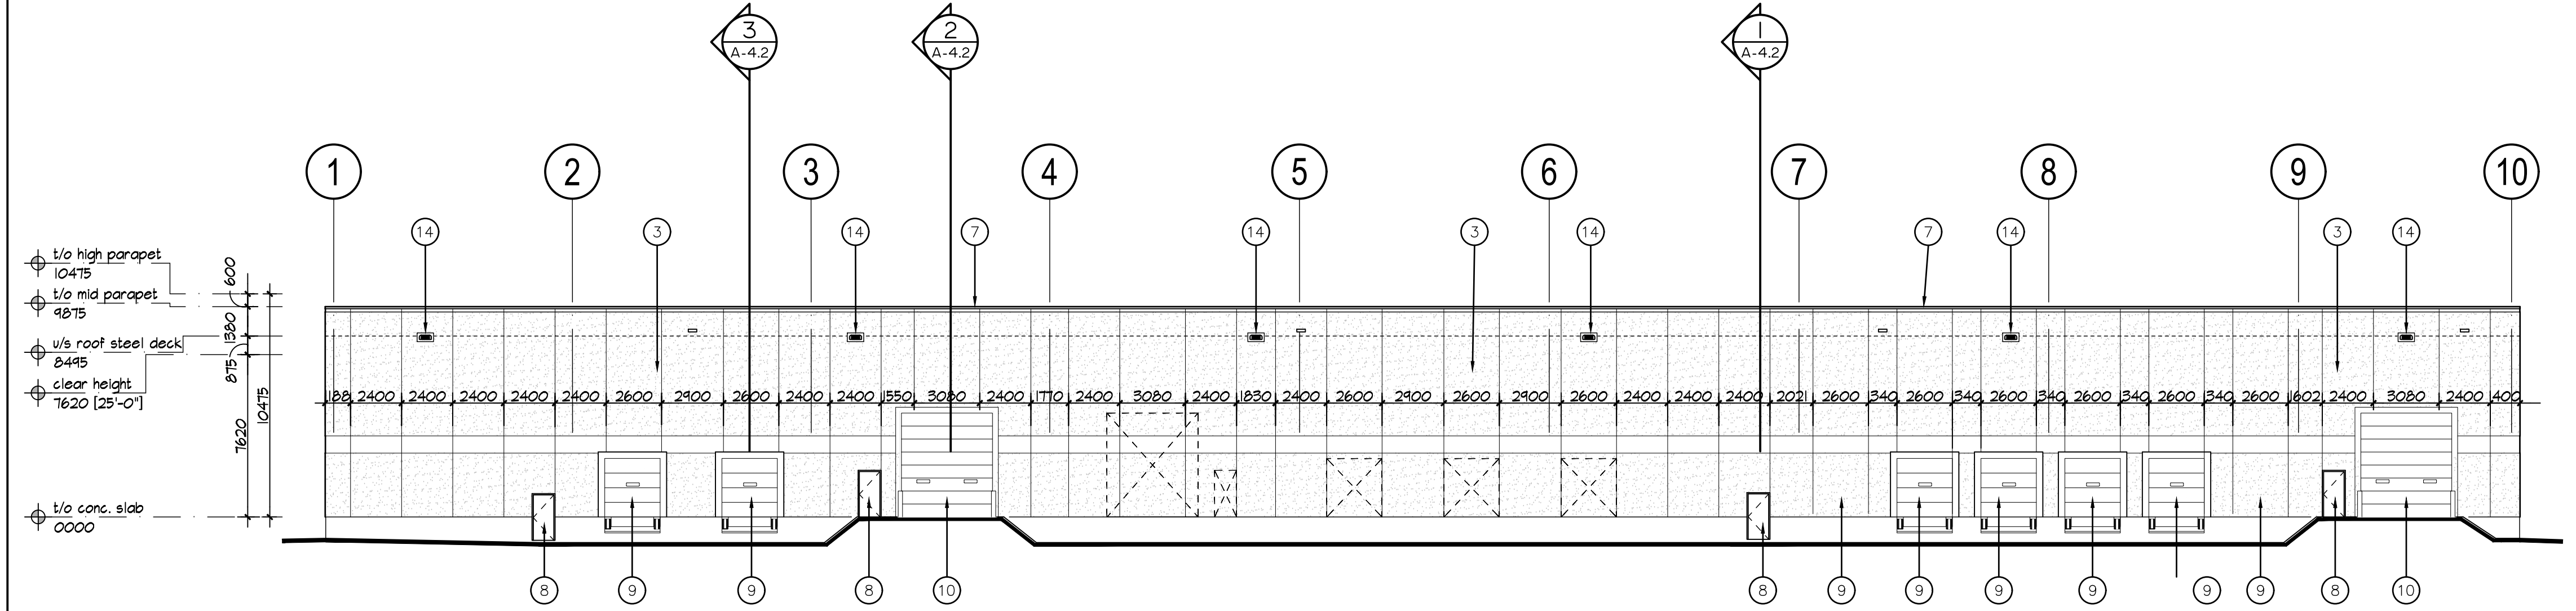 3
A-4.2
2
A-4.2
1
A-4.2
1 2 3 4 5 6 7 8 9 10
14 3 14 7 14 3 14 7 14 3 14
t/o high parapet
10475
t/o mid parapet
9875
u/s roof steel deck
8495
clear height
7620 [25'-0"]
t/o conc. slab
0000
600
1380
875
7620
10475
188 2400 2400 2400 2400 2400 2600 2900 2600 2400 2400 1550 3080 2400 1770 2400 3080 2400 1830 2400 2600 2900 2600 2900 2600 2400 2400 2400 2021 2600 340 2600 340 2600 340 2600 340 2600 1602 2400 3080 2400 400
8 9 9 8 10 8 9 9 9 9 9 9 8 10